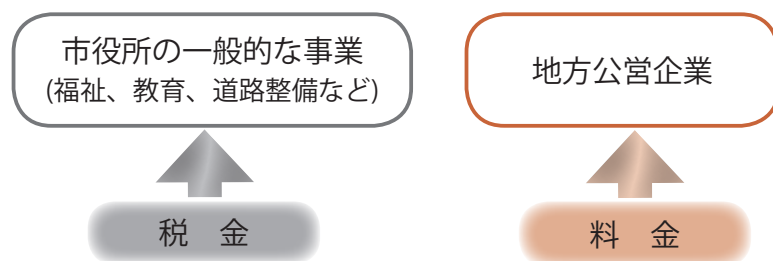 市役所の一般的な事業
(福祉、教育、道路整備など)
税　金
地方公営企業
料　金